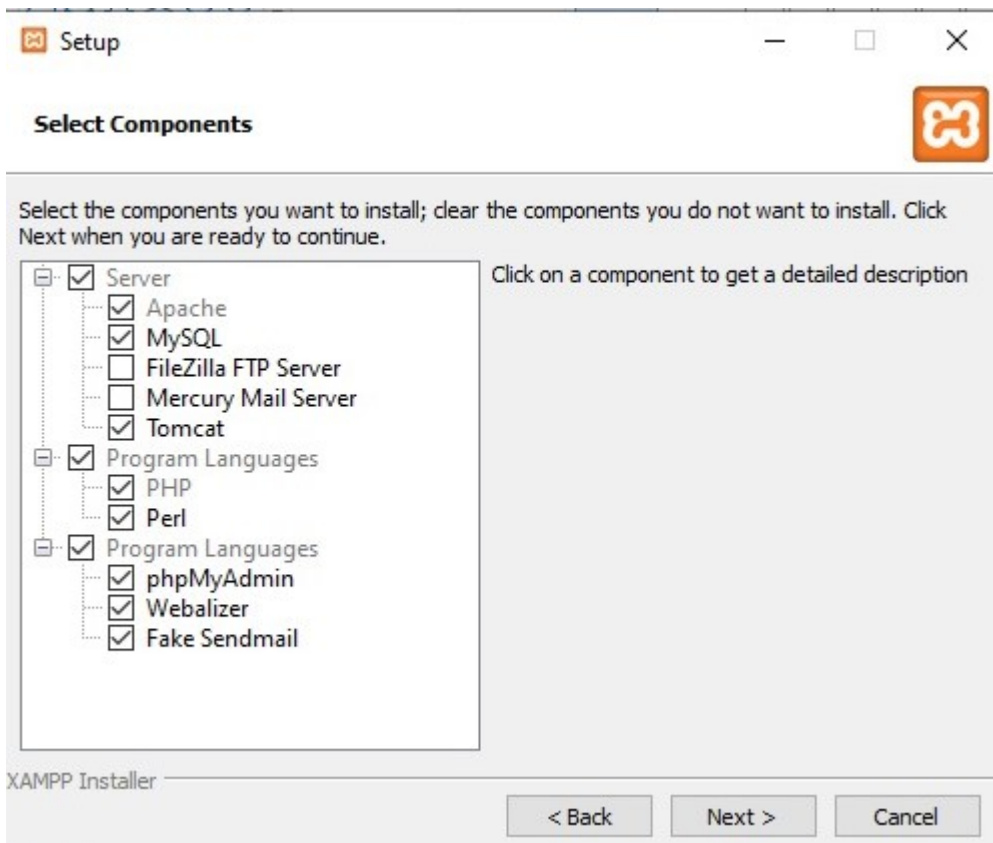 Setup
Select Components
Select the components you want to install; clear the components you do not want to install. Click
Next when you are ready to continue.
Server
Apache
MySQL
FileZilla FTP Server
Mercury Mail Server
Tomcat
Program Languages
PHP
Perl
Program Languages
phpMyAdmin
Webalizer
Fake Sendmail
Click on a component to get a detailed description
XAMPP Installer
< Back
Next >
Cancel